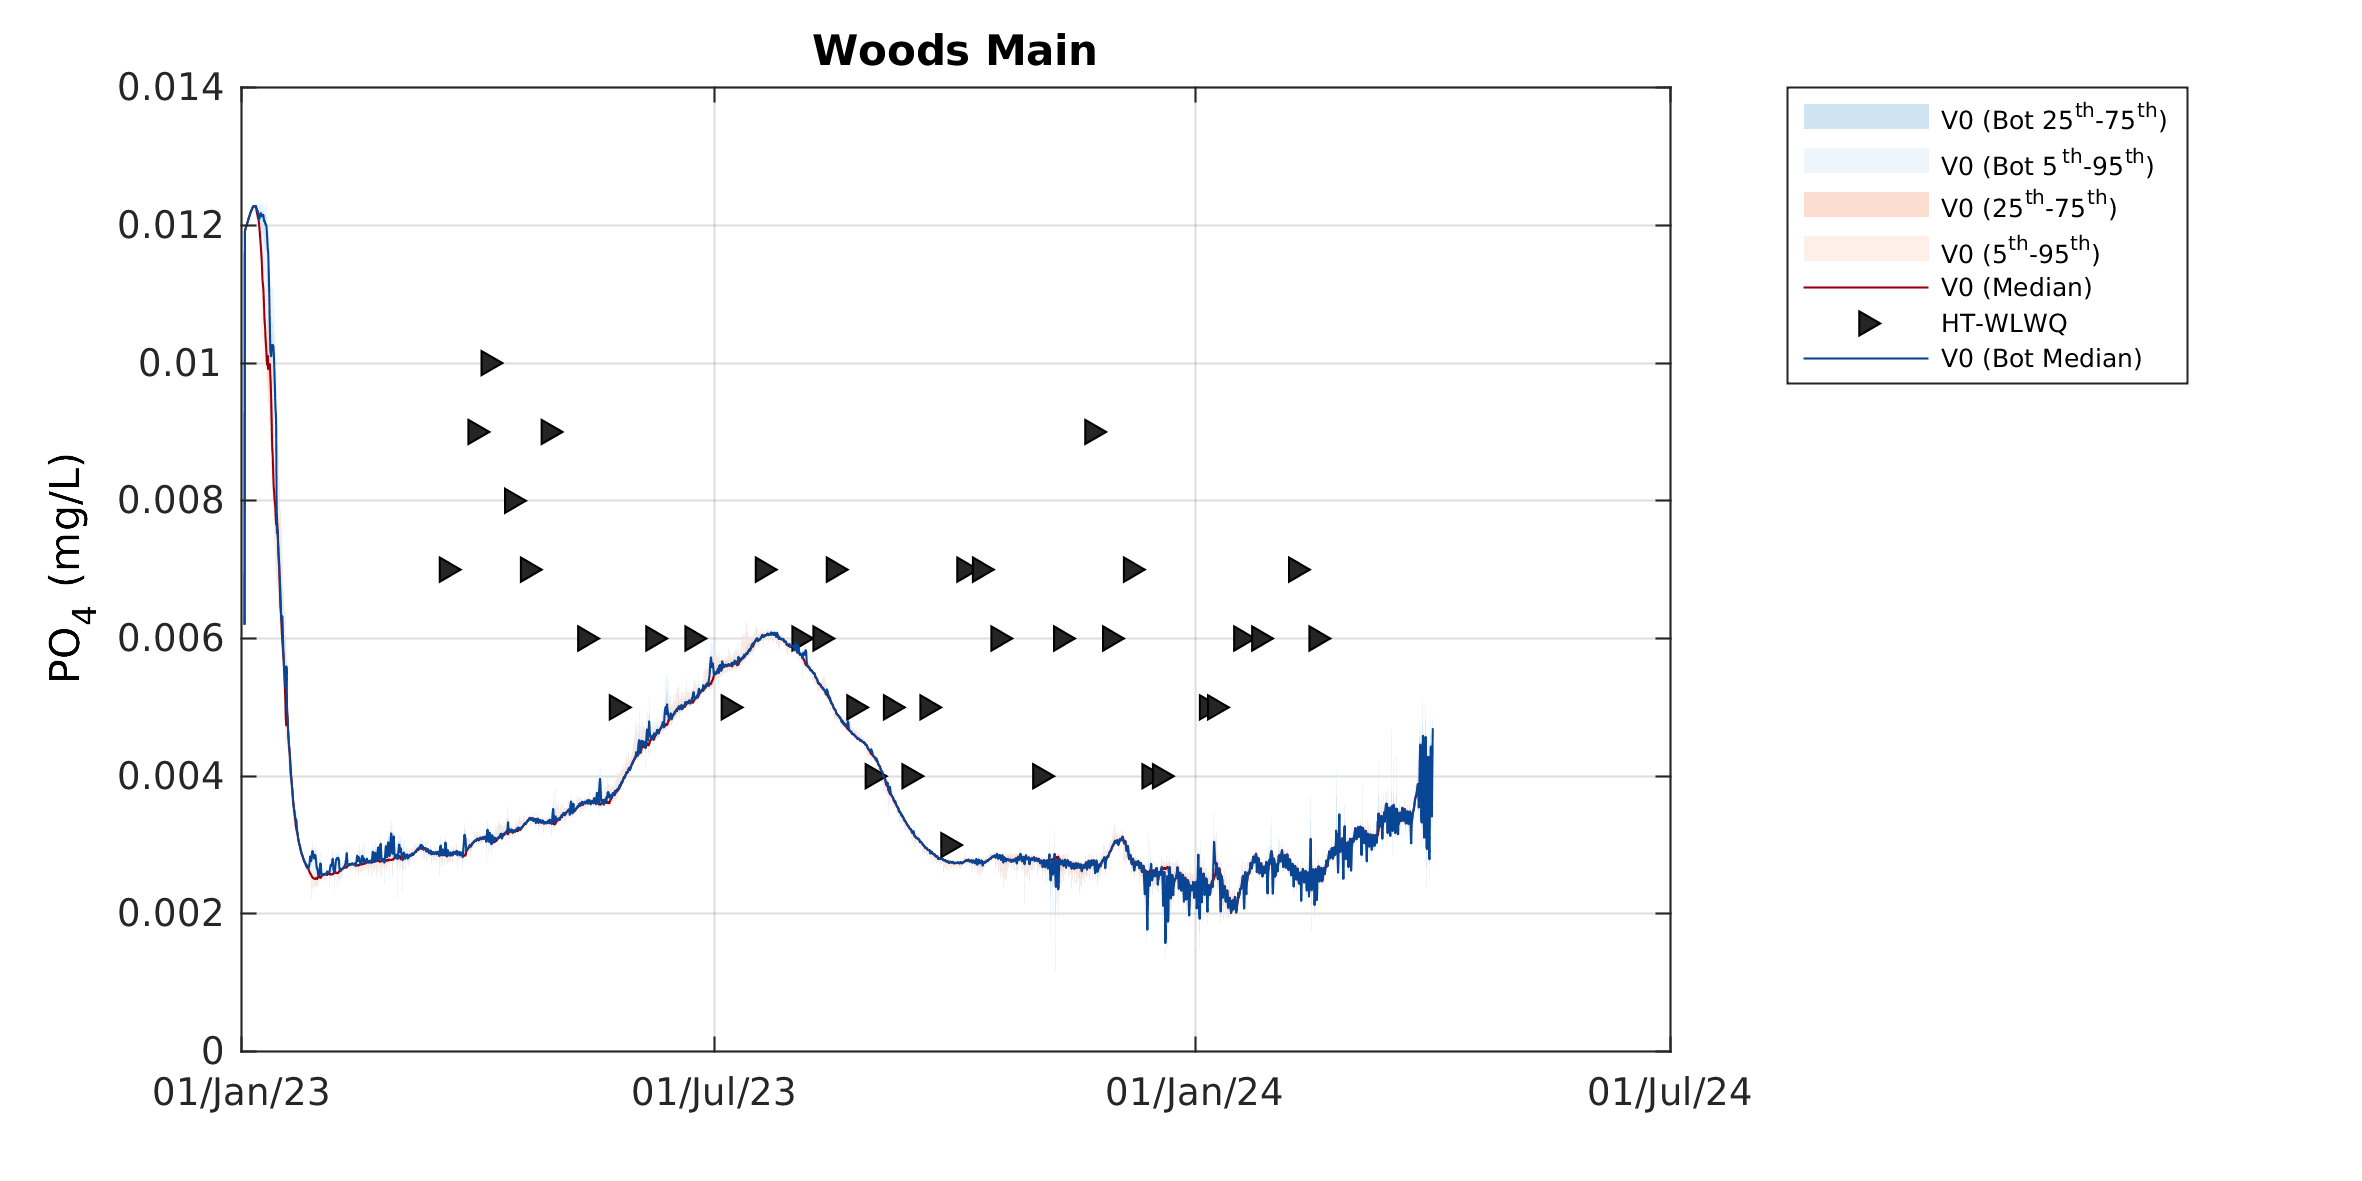 Woods Main
0.014
0.012
0.01
0.008
0.006
0.004
0.002
0
PO4 (mg/L)
01/Jan/23
01/Jul/23
01/Jan/24
01/Jul/24
V0 (Bot 25th-75th)
V0 (Bot 5th-95th)
V0 (25th-75th)
V0 (5th-95th)
V0 (Median)
HT-WLWQ
V0 (Bot Median)